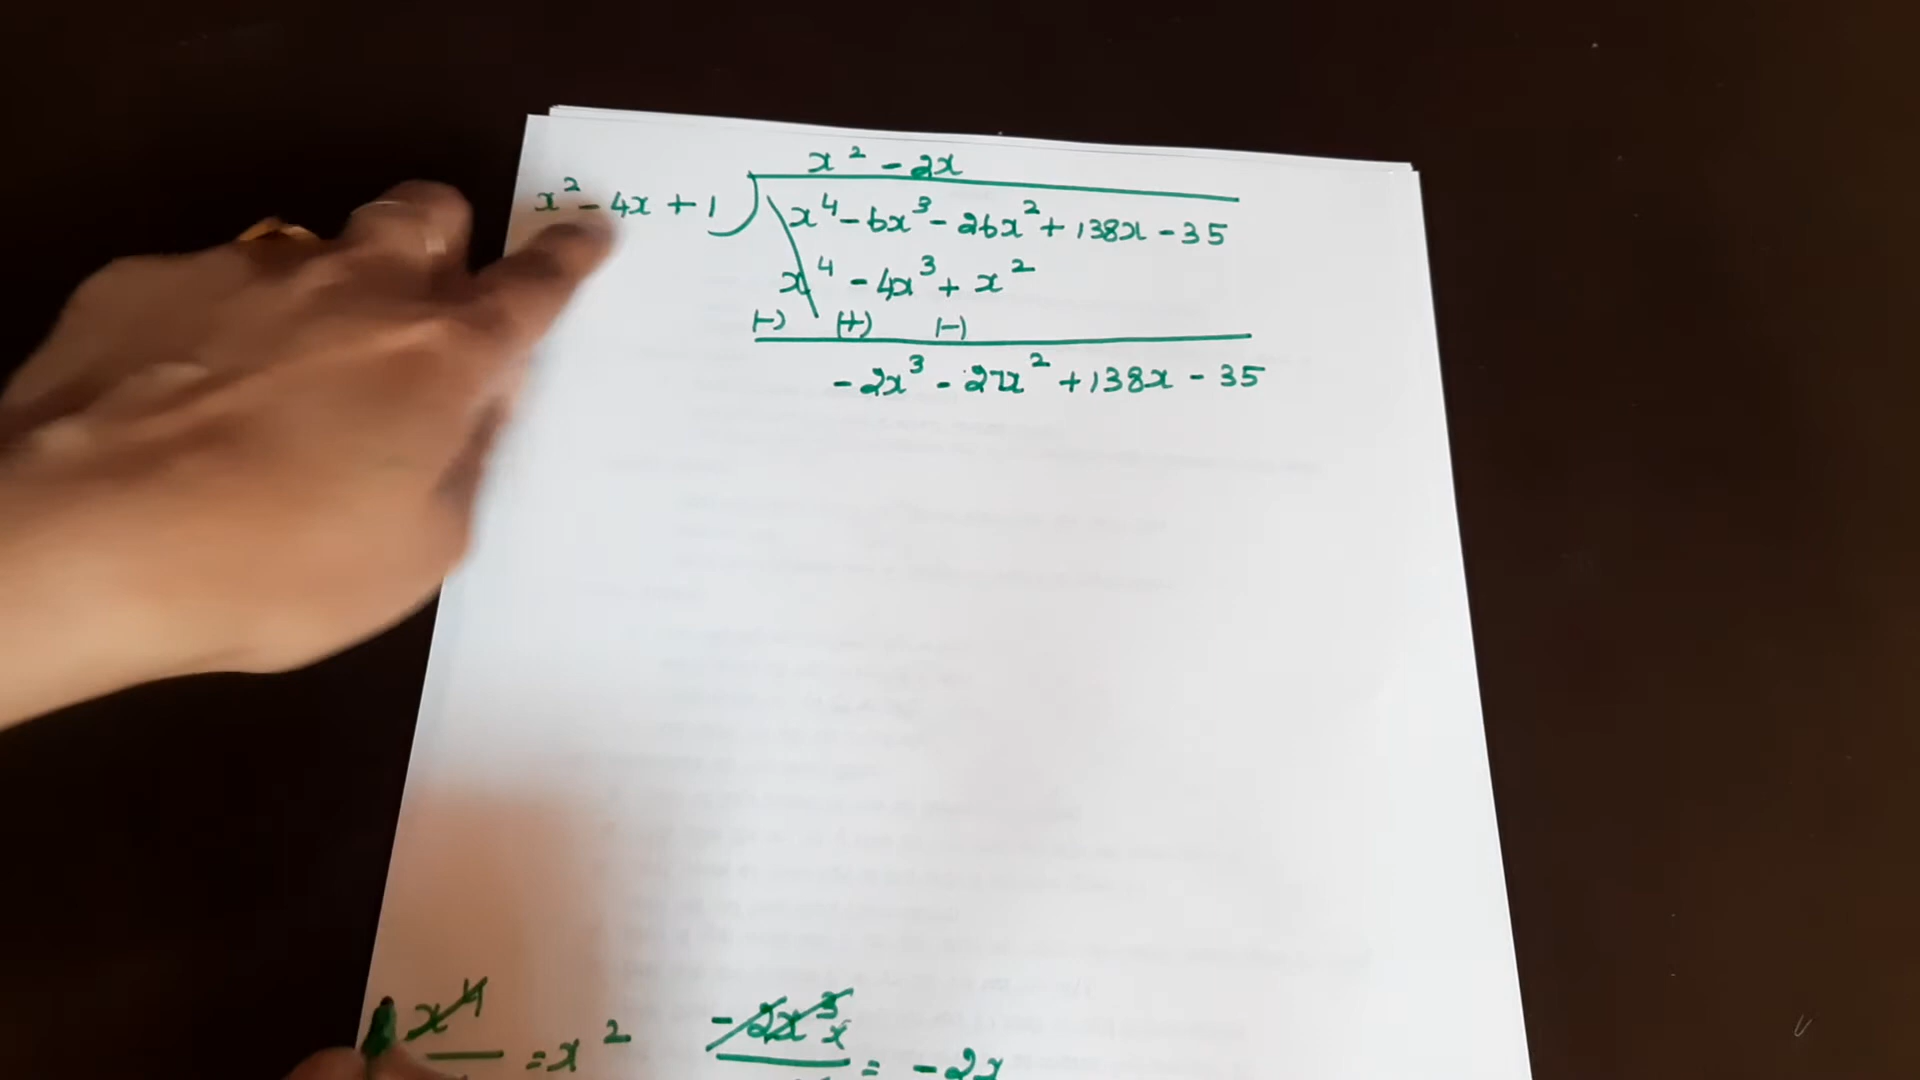 x² - 2x
x² - 4x + 1 ) x⁴ - 6x³ - 26x² + 138x - 35
x⁴ - 4x³ + x²
(-) (+) (-)
- 2x³ - 27x² + 138x - 35
x⁴ = x² - 2x³ x = - 2x